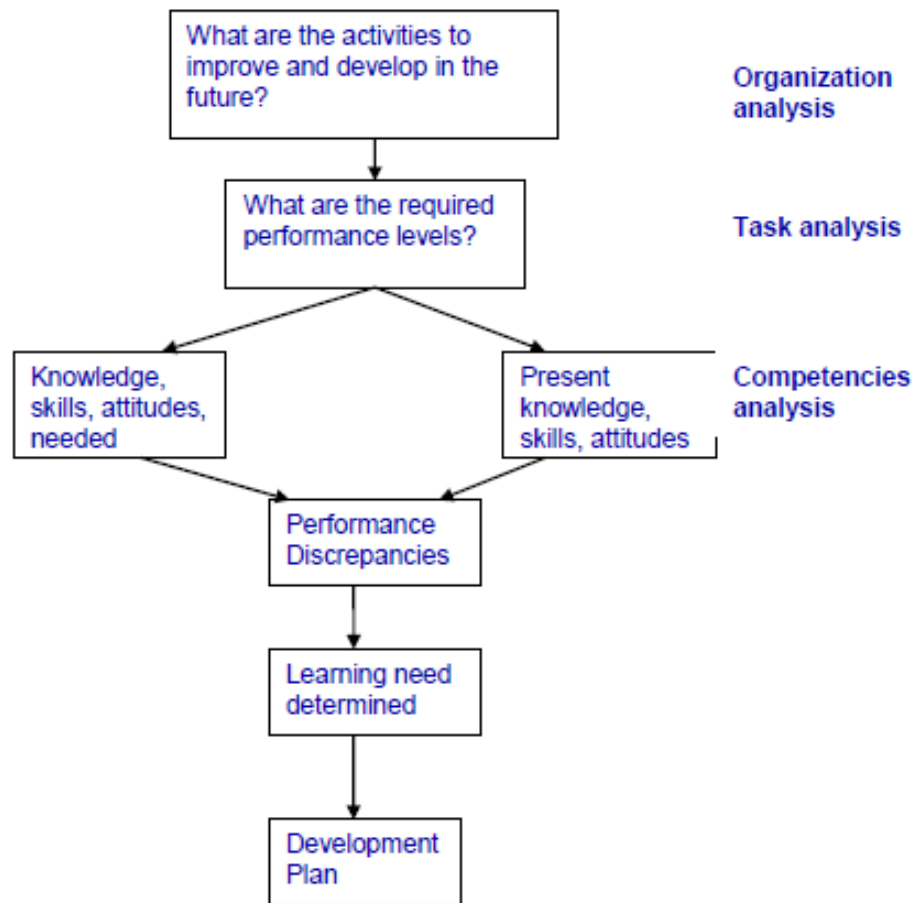 What are the activities to
improve and develop in the
future?
Organization
analysis
What are the required
performance levels?
Task analysis
Knowledge,
skills, attitudes,
needed
Present
knowledge,
skills, attitudes
Competencies
analysis
Performance
Discrepancies
Learning need
determined
Development
Plan